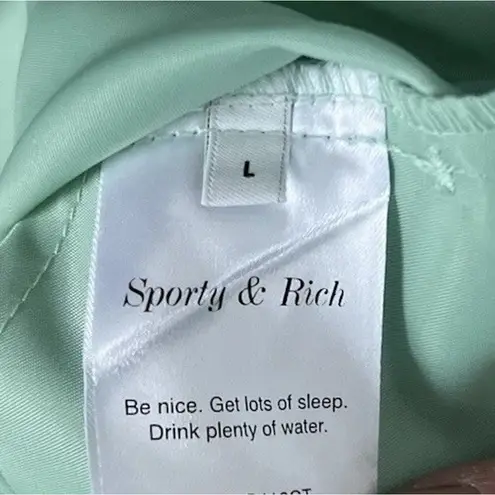 L
Sporty & Rich
Be nice. Get lots of sleep.
Drink plenty of water.